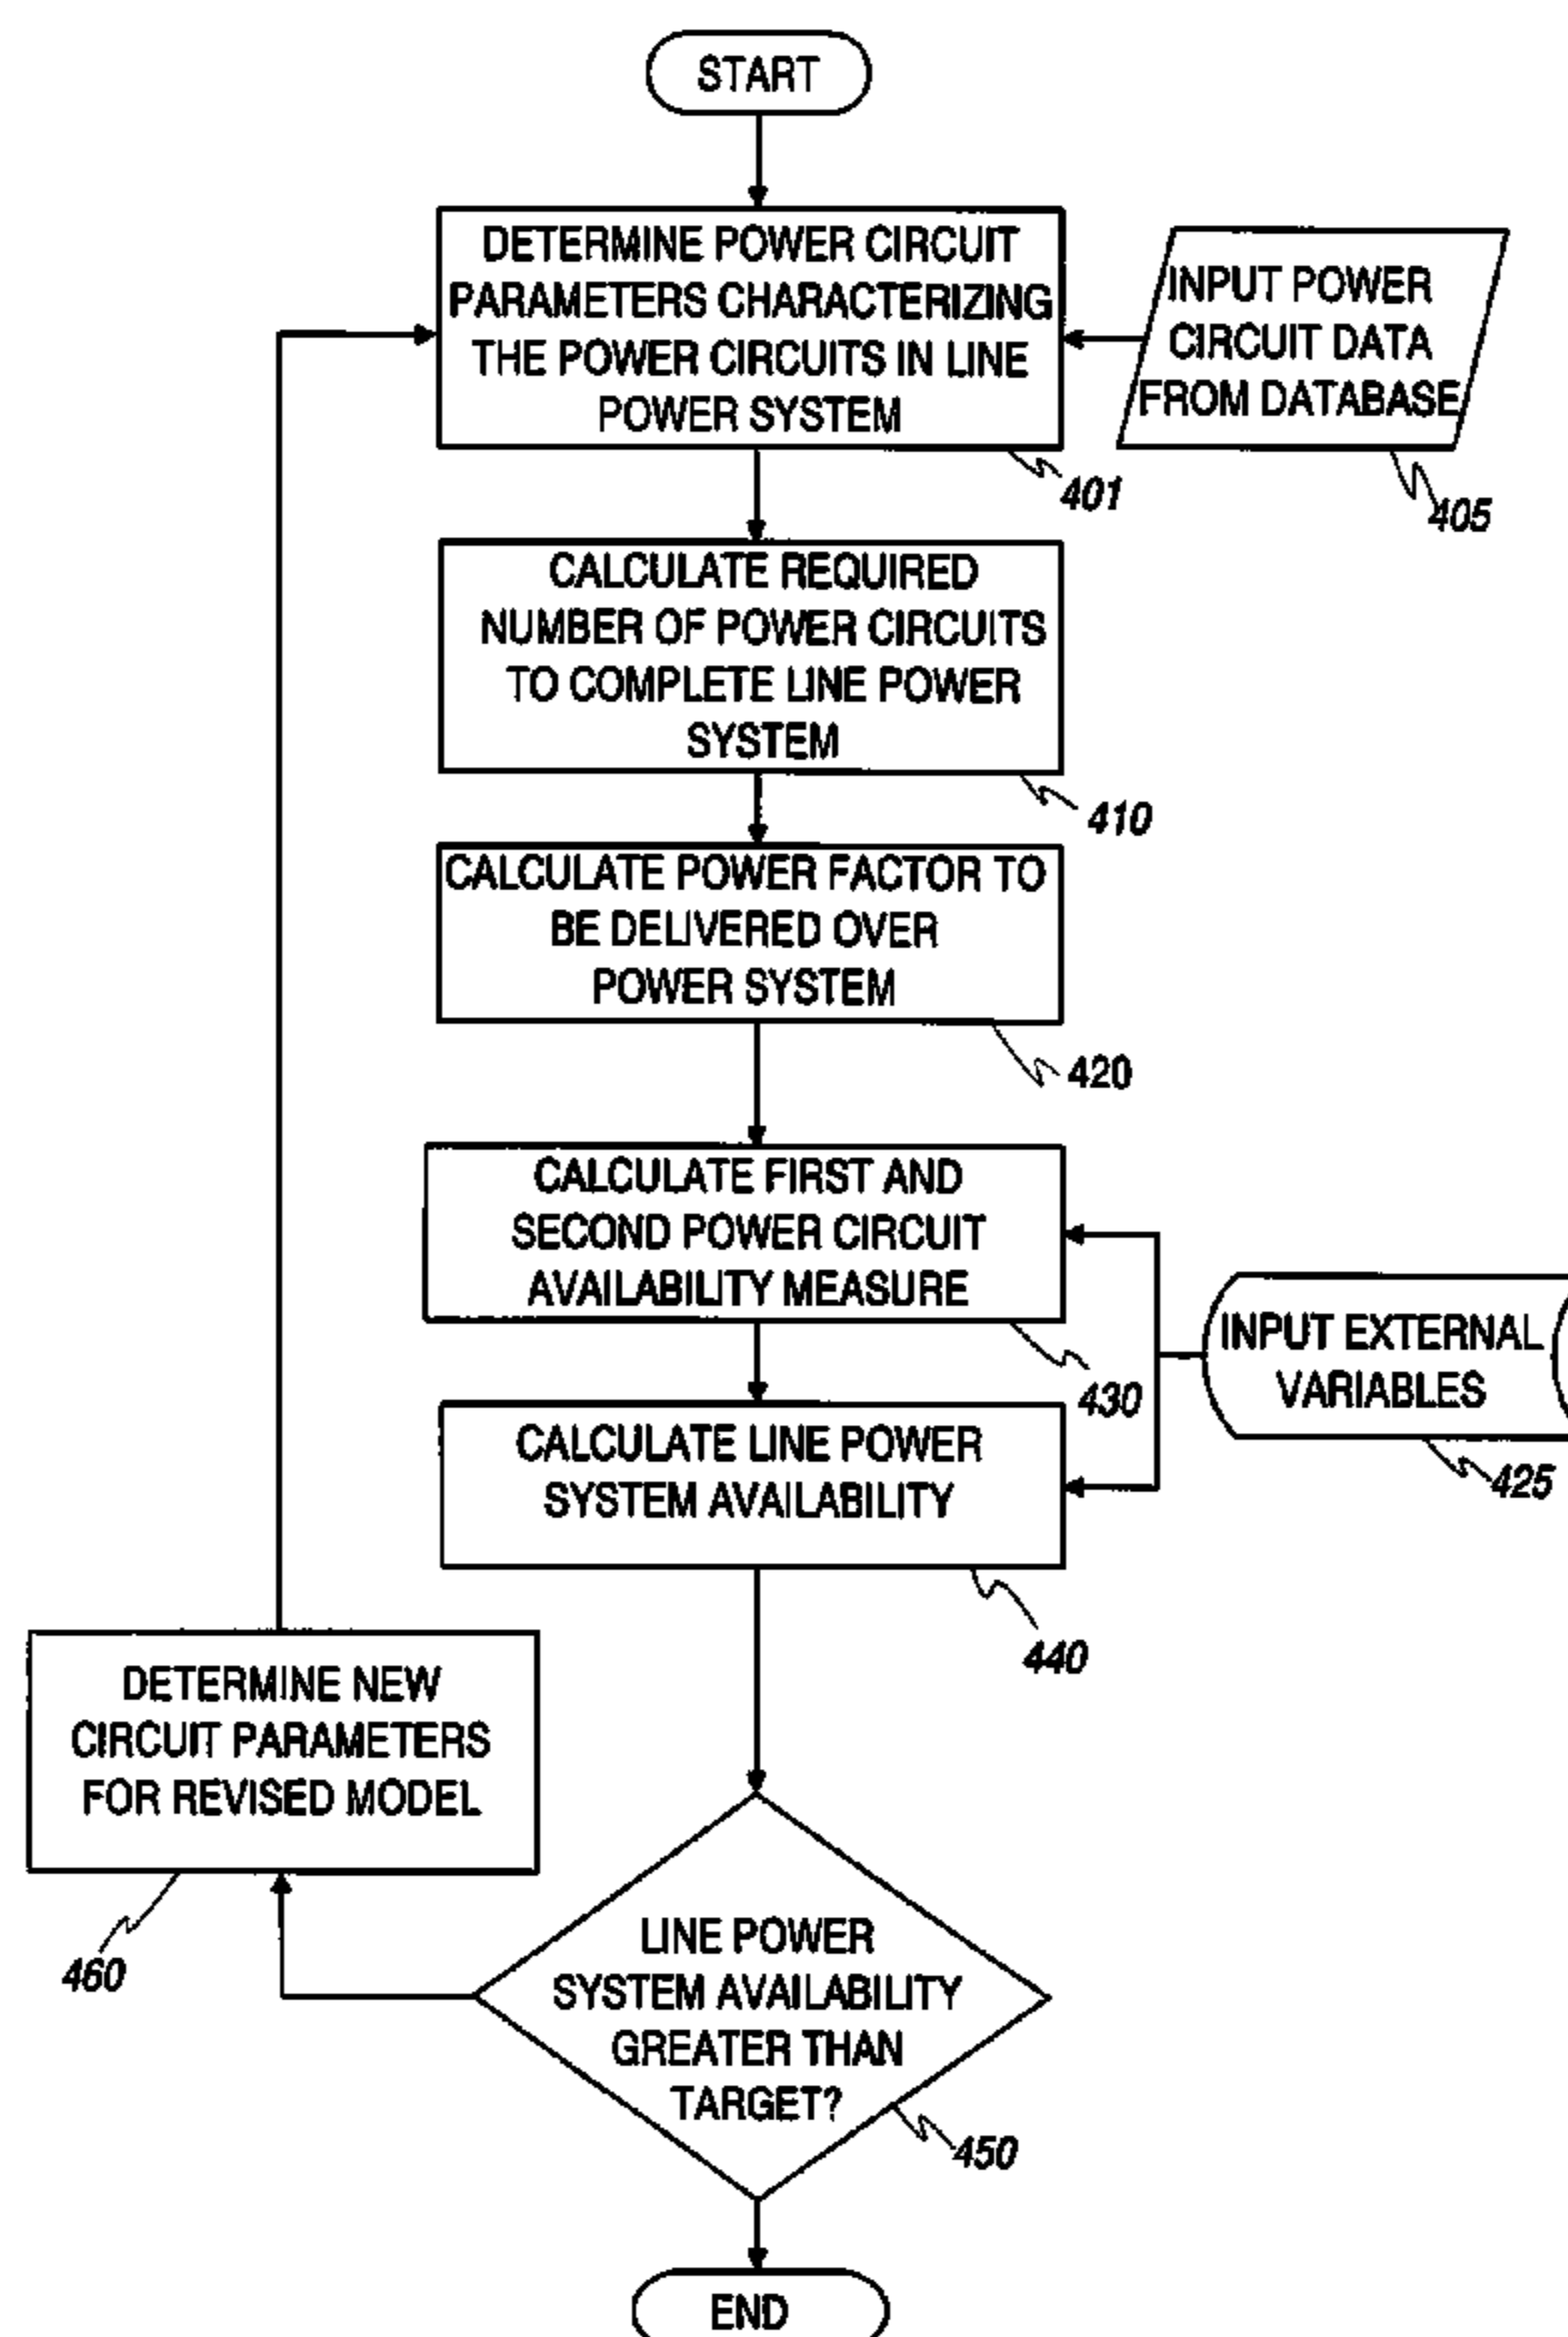 START
DETERMINE POWER CIRCUIT
PARAMETERS CHARACTERIZING
THE POWER CIRCUITS IN LINE
POWER SYSTEM
401
INPUT POWER
CIRCUIT DATA
FROM DATABASE
405
CALCULATE REQUIRED
NUMBER OF POWER CIRCUITS
TO COMPLETE LINE POWER
SYSTEM
410
CALCULATE POWER FACTOR TO
BE DELIVERED OVER
POWER SYSTEM
420
CALCULATE FIRST AND
SECOND POWER CIRCUIT
AVAILABILITY MEASURE
430
INPUT EXTERNAL
VARIABLES
425
CALCULATE LINE POWER
SYSTEM AVAILABILITY
440
DETERMINE NEW
CIRCUIT PARAMETERS
FOR REVISED MODEL
460
LINE POWER
SYSTEM AVAILABILITY
GREATER THAN
TARGET?
450
END